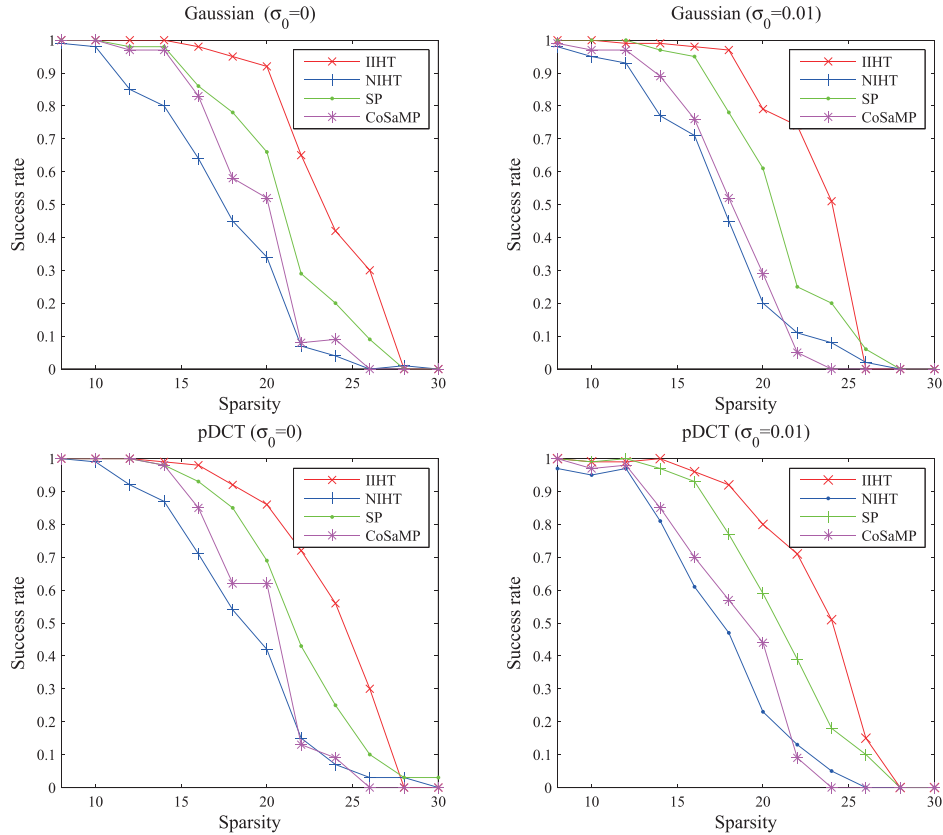 Gaussian (σ0=0)
Success rate
1
0.9
0.8
0.7
0.6
0.5
0.4
0.3
0.2
0.1
0
IIHT
NIHT
SP
CoSaMP
10
15
20
25
30
Sparsity
Gaussian (σ0=0.01)
Success rate
1
0.9
0.8
0.7
0.6
0.5
0.4
0.3
0.2
0.1
0
IIHT
NIHT
SP
CoSaMP
10
15
20
25
30
Sparsity
pDCT (σ0=0)
Success rate
1
0.9
0.8
0.7
0.6
0.5
0.4
0.3
0.2
0.1
0
IIHT
NIHT
SP
CoSaMP
10
15
20
25
30
Sparsity
pDCT (σ0=0.01)
Success rate
1
0.9
0.8
0.7
0.6
0.5
0.4
0.3
0.2
0.1
0
IIHT
NIHT
SP
CoSaMP
10
15
20
25
30
Sparsity